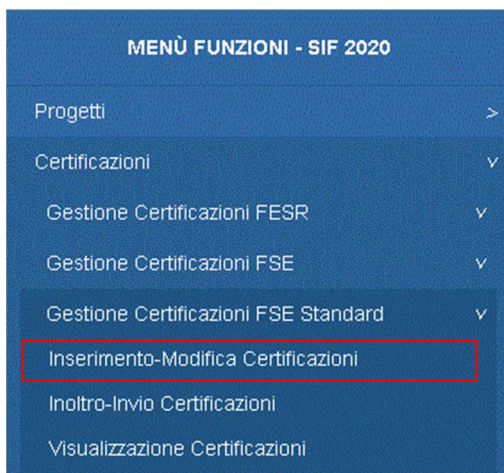 MENÙ FUNZIONI - SIF 2020
Progetti >
Certificazioni v
Gestione Certificazioni FESR v
Gestione Certificazioni FSE v
Gestione Certificazioni FSE Standard v
Inserimento-Modifica Certificazioni
Inoltro-Invio Certificazioni
Visualizzazione Certificazioni